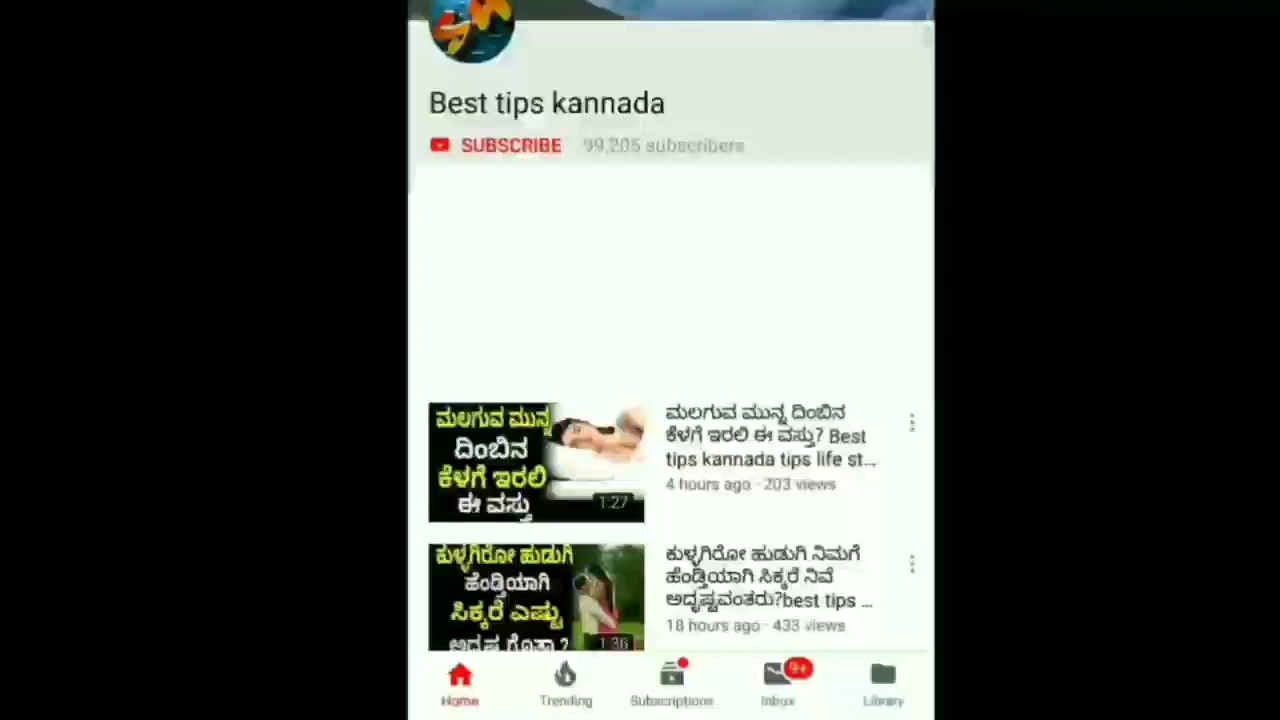 Best tips kannada
SUBSCRIBE 99,205 subscribers
ಮಲಗುವ ಮುನ್ನ
ದಿಂಬಿನ
ಕೆಳಗೆ ಇರಲಿ
ಈ ವಸ್ತು
1:27
ಮಲಗುವ ಮುನ್ನ ದಿಂಬಿನ
ಕೆಳಗೆ ಇರಲಿ ಈ ವಸ್ತು? Best
tips kannada tips life st...
4 hours ago · 203 views
ಕುಳ್ಳಗಿರೋ ಹುಡುಗಿ
ಹೆಂಡ್ತಿಯಾಗಿ
ಸಿಕ್ಕರೆ ಎಷ್ಟು
1:36
ಕುಳ್ಳಗಿರೋ ಹುಡುಗಿ ನಿಮಗೆ
ಹೆಂಡ್ತಿಯಾಗಿ ಸಿಕ್ಕರೆ ನಿವೆ
ಅದೃಷ್ಟವಂತರು?best tips ...
18 hours ago · 433 views
Home Trending Subscriptions Inbox 9+ Library